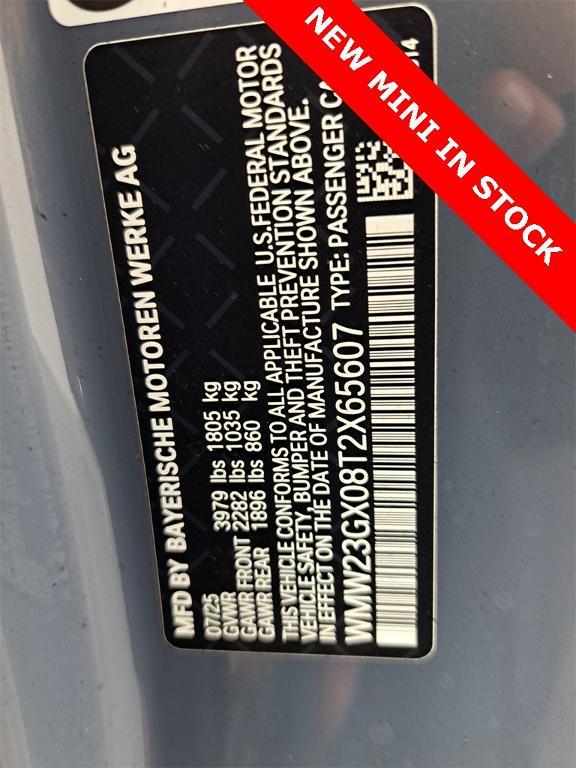 NEW MINI IN STOCK
MFD BY BAYERISCHE MOTOREN WERKE AG
07/25
GVWR 3979 lbs 1805 kg
GAWR FRONT 2282 lbs 1035 kg
GAWR REAR 1896 lbs 860 kg
THIS VEHICLE CONFORMS TO ALL APPLICABLE U.S.FEDERAL MOTOR
VEHICLE SAFETY, BUMPER AND THEFT PREVENTION STANDARDS
IN EFFECT ON THE DATE OF MANUFACTURE SHOWN ABOVE.
WMW23GX08T2X65607 TYPE: PASSENGER